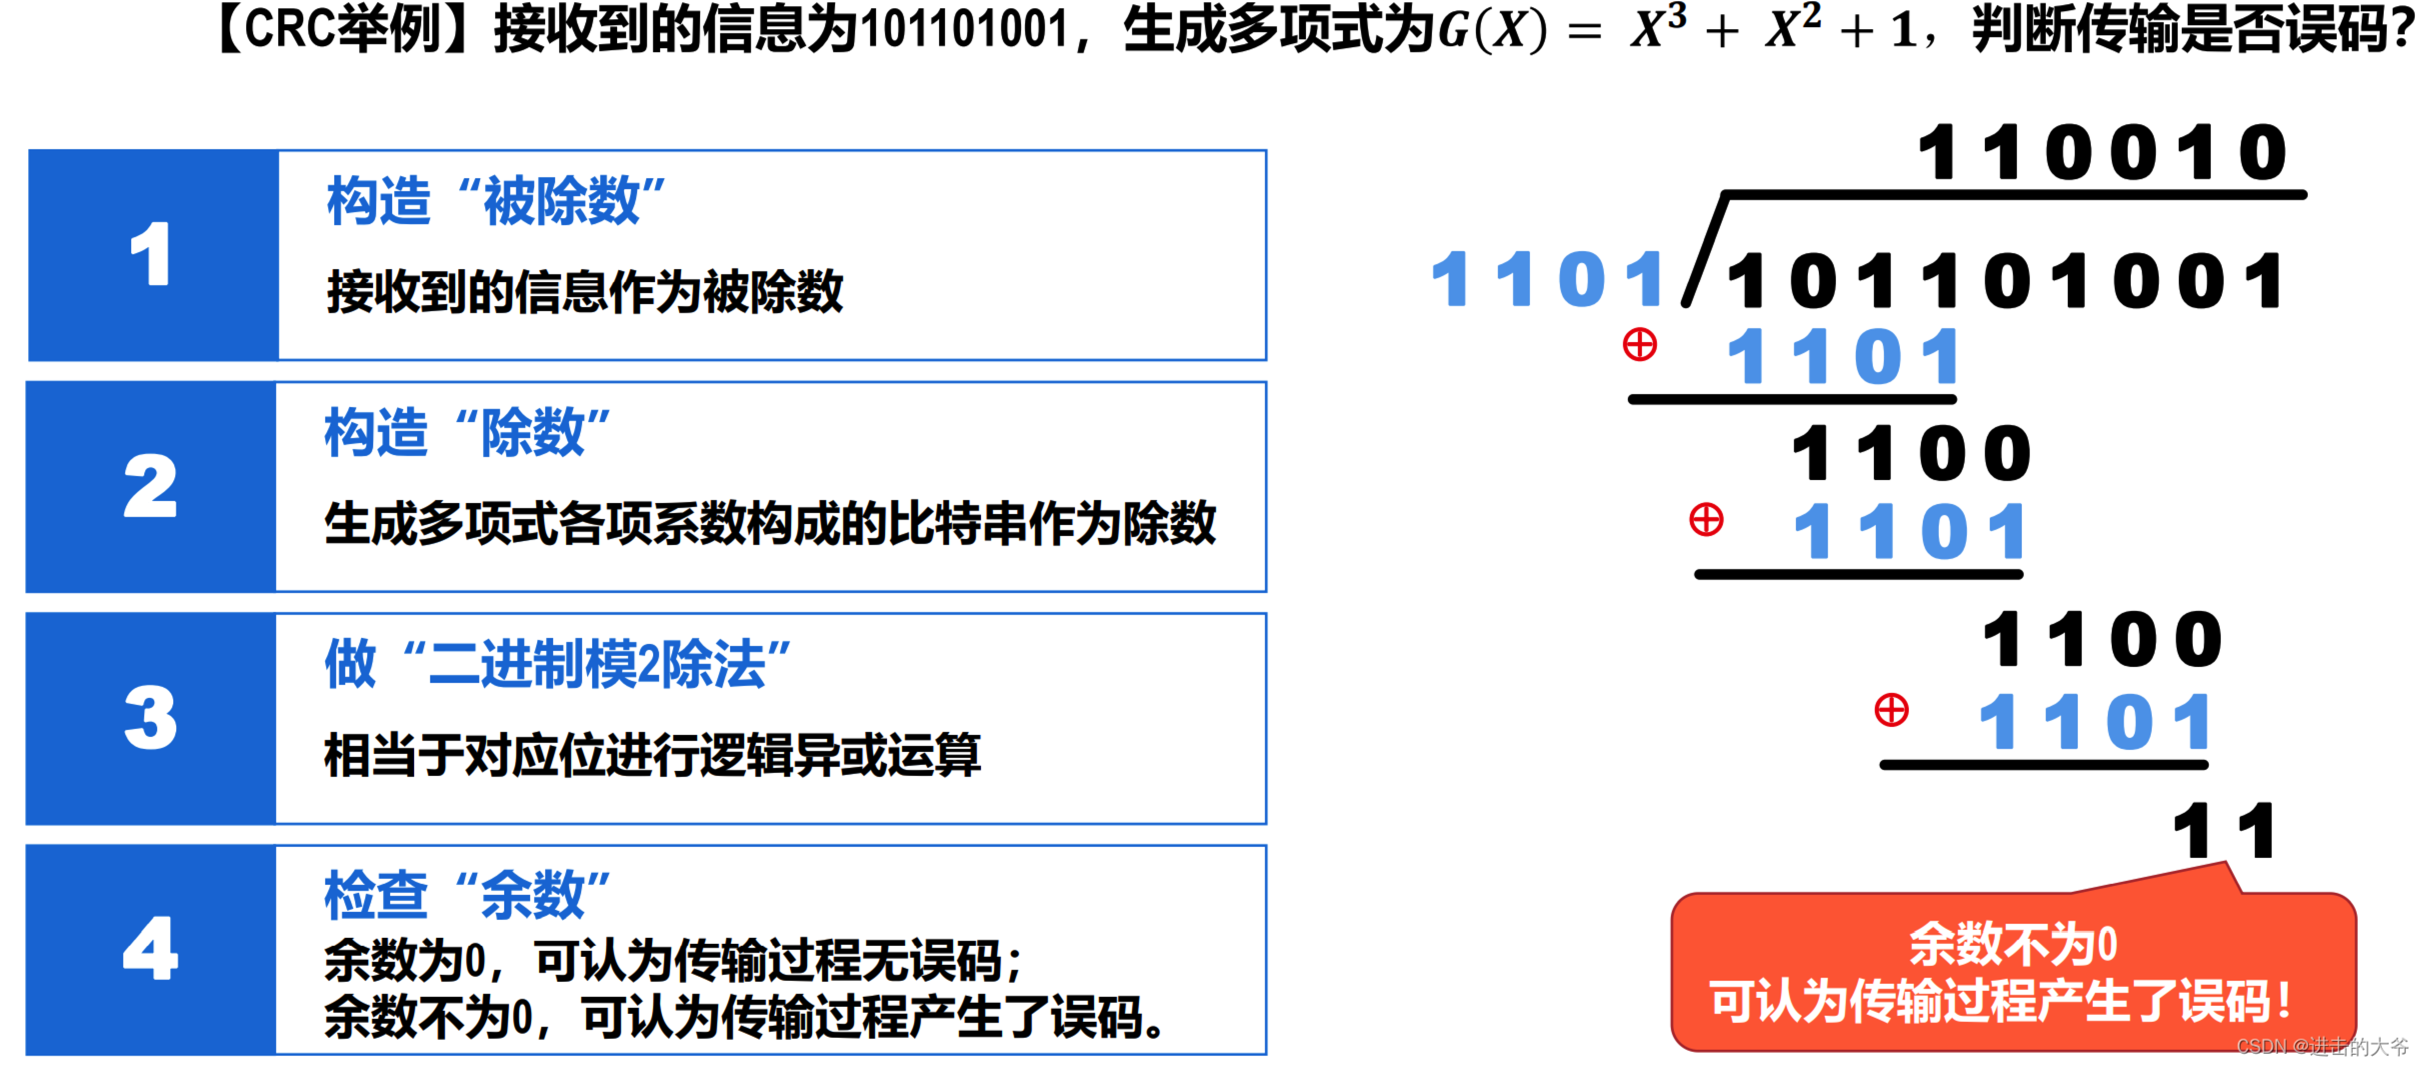 【CRC举例】接收到的信息为101101001，生成多项式为G(X) = X³ + X² + 1，判断传输是否误码？
1
构造“被除数”
接收到的信息作为被除数
2
构造“除数”
生成多项式各项系数构成的比特串作为除数
3
做“二进制模2除法”
相当于对应位进行逻辑异或运算
4
检查“余数”
余数为0，可认为传输过程无误码；
余数不为0，可认为传输过程产生了误码。
110010
1101 101101001
⊕ 1101
1100
⊕ 1101
1100
⊕ 1101
11
余数不为0
可认为传输过程产生了误码！
CSDN @进击的大爷